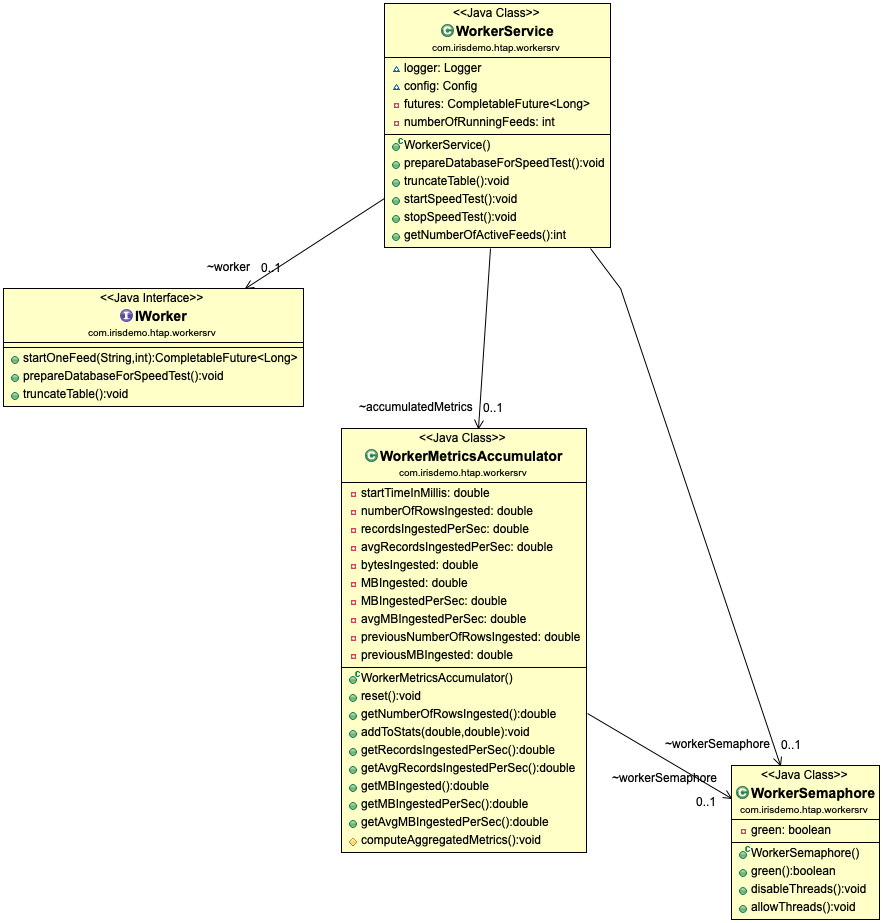 <<Java Class>>
WorkerService
com.irisdemo.htap.workersrv
logger: Logger
config: Config
futures: CompletableFuture<Long>
numberOfRunningFeeds: int
WorkerService()
prepareDatabaseForSpeedTest():void
truncateTable():void
startSpeedTest():void
stopSpeedTest():void
getNumberOfActiveFeeds():int
~worker 0..1
<<Java Interface>>
IWorker
com.irisdemo.htap.workersrv
startOneFeed(String,int):CompletableFuture<Long>
prepareDatabaseForSpeedTest():void
truncateTable():void
~accumulatedMetrics 0..1
<<Java Class>>
WorkerMetricsAccumulator
com.irisdemo.htap.workersrv
startTimeInMillis: double
numberOfRowsIngested: double
recordsIngestedPerSec: double
avgRecordsIngestedPerSec: double
bytesIngested: double
MBIngested: double
MBIngestedPerSec: double
avgMBIngestedPerSec: double
previousNumberOfRowsIngested: double
previousMBIngested: double
WorkerMetricsAccumulator()
reset():void
getNumberOfRowsIngested():double
addToStats(double,double):void
getRecordsIngestedPerSec():double
getAvgRecordsIngestedPerSec():double
getMBIngested():double
getMBIngestedPerSec():double
getAvgMBIngestedPerSec():double
computeAggregatedMetrics():void
~workerSemaphore 0..1
~workerSemaphore
0..1
<<Java Class>>
WorkerSemaphore
com.irisdemo.htap.workersrv
green: boolean
WorkerSemaphore()
green():boolean
disableThreads():void
allowThreads():void